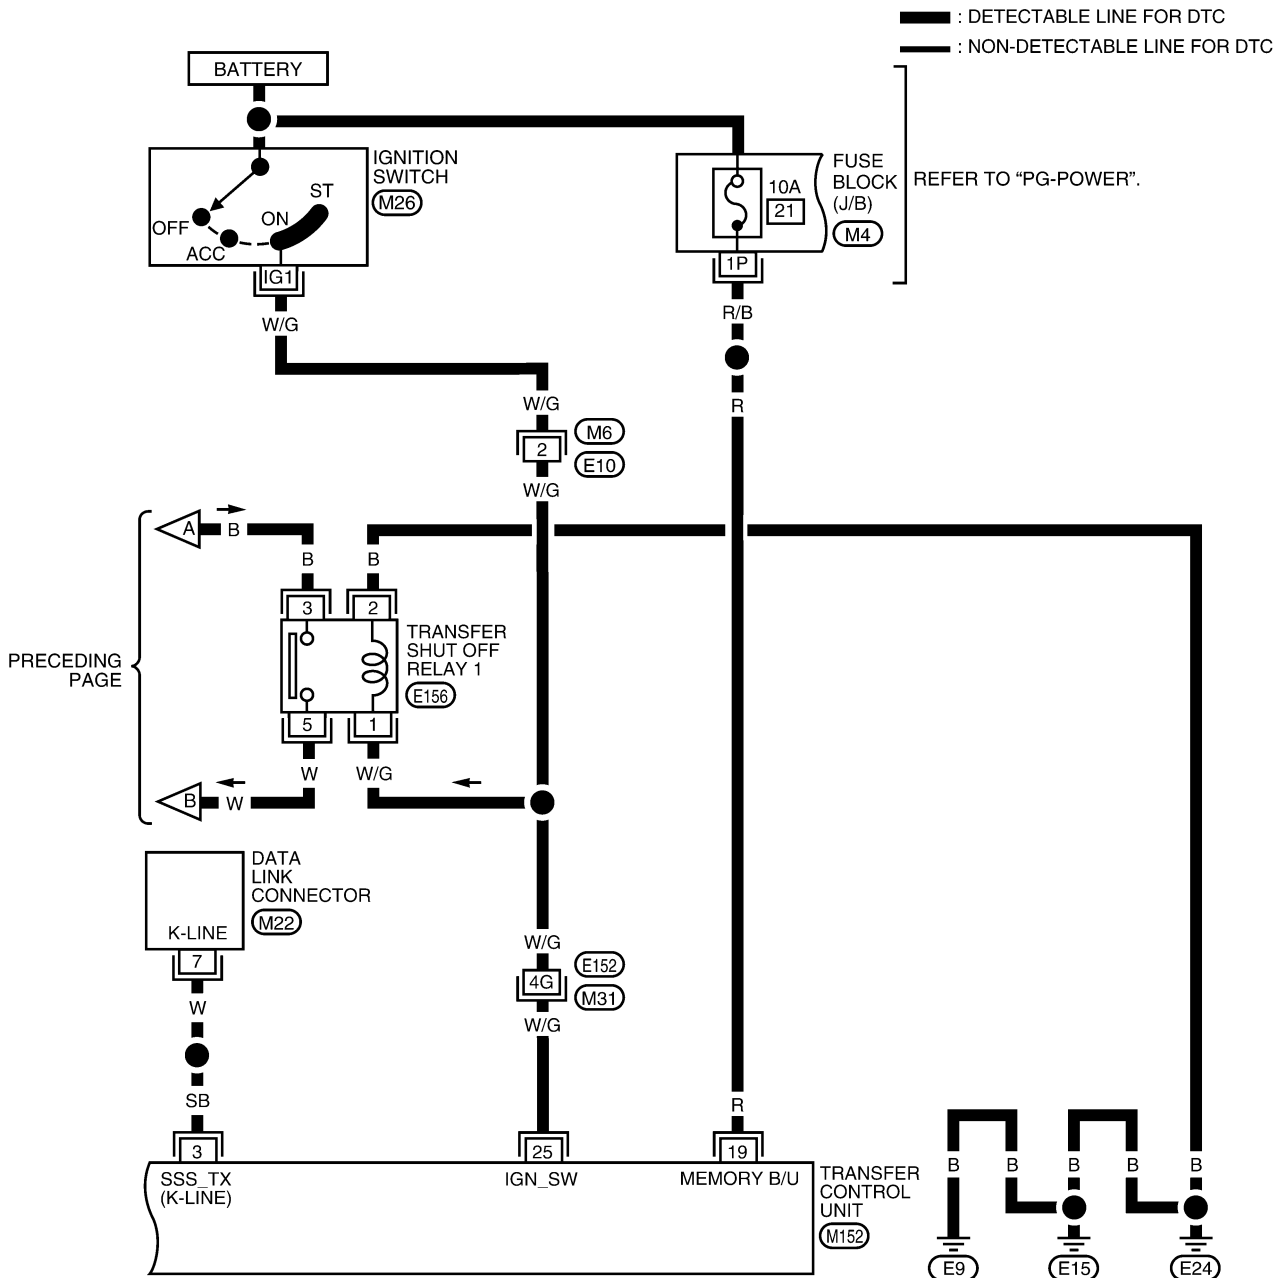 : DETECTABLE LINE FOR DTC
: NON-DETECTABLE LINE FOR DTC
BATTERY
IGNITION
SWITCH
M26
OFF
ACC
ON
ST
IG1
FUSE
BLOCK
(J/B)
M4
10A
21
1P
REFER TO “PG-POWER”.
W/G
R/B
W/G
R
2
M6
E10
W/G
A
B
B
B
3
2
TRANSFER
SHUT OFF
RELAY 1
E156
PRECEDING
PAGE
5
1
W
W/G
B
W
DATA
LINK
CONNECTOR
M22
K-LINE
7
W
SB
W/G
4G
E152
M31
W/G
R
3
25
19
SSS_TX
(K-LINE)
IGN_SW
MEMORY B/U
TRANSFER
CONTROL
UNIT
M152
B
B
B
B
B
E9
E15
E24